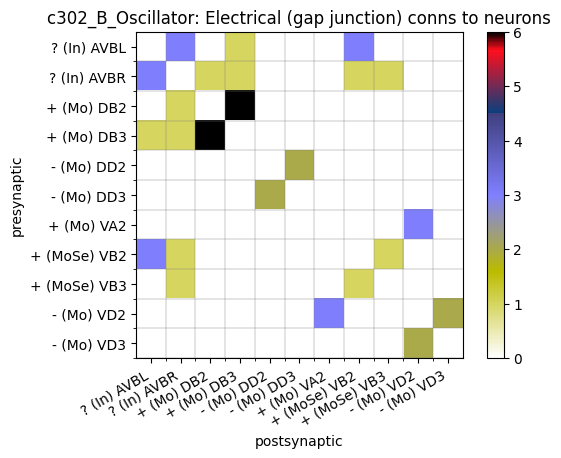 c302_B_Oscillator: Electrical (gap junction) conns to neurons
? (In) AVBL
? (In) AVBR
+ (Mo) DB2
+ (Mo) DB3
- (Mo) DD2
- (Mo) DD3
+ (Mo) VA2
+ (MoSe) VB2
+ (MoSe) VB3
- (Mo) VD2
- (Mo) VD3
presynaptic
? (In) AVBL
? (In) AVBR
+ (Mo) DB2
+ (Mo) DB3
- (Mo) DD2
- (Mo) DD3
+ (Mo) VA2
+ (MoSe) VB2
+ (MoSe) VB3
- (Mo) VD2
- (Mo) VD3
postsynaptic
6
5
4
3
2
1
0